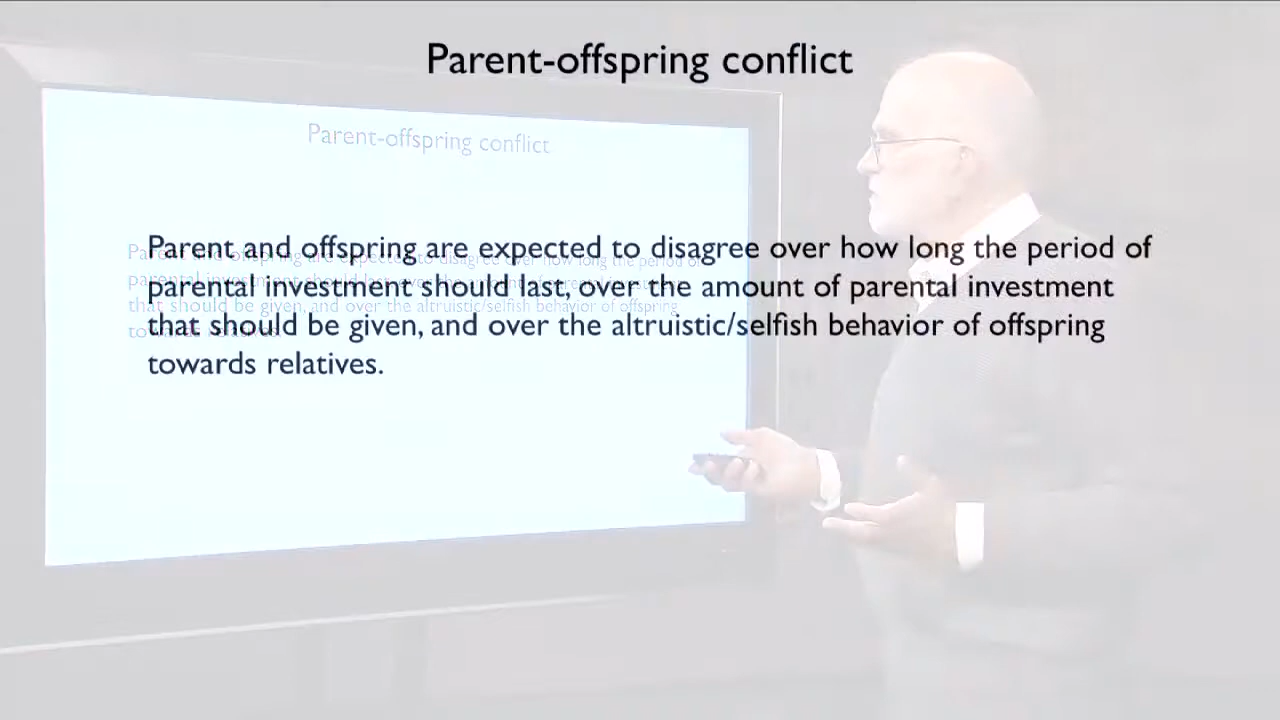 Parent-offspring conflict
Parent-offspring conflict
Parent and offspring are expected to disagree over how long the period of
parental investment should last, over the amount of parental investment
that should be given, and over the altruistic/selfish behavior of offspring
towards relatives.